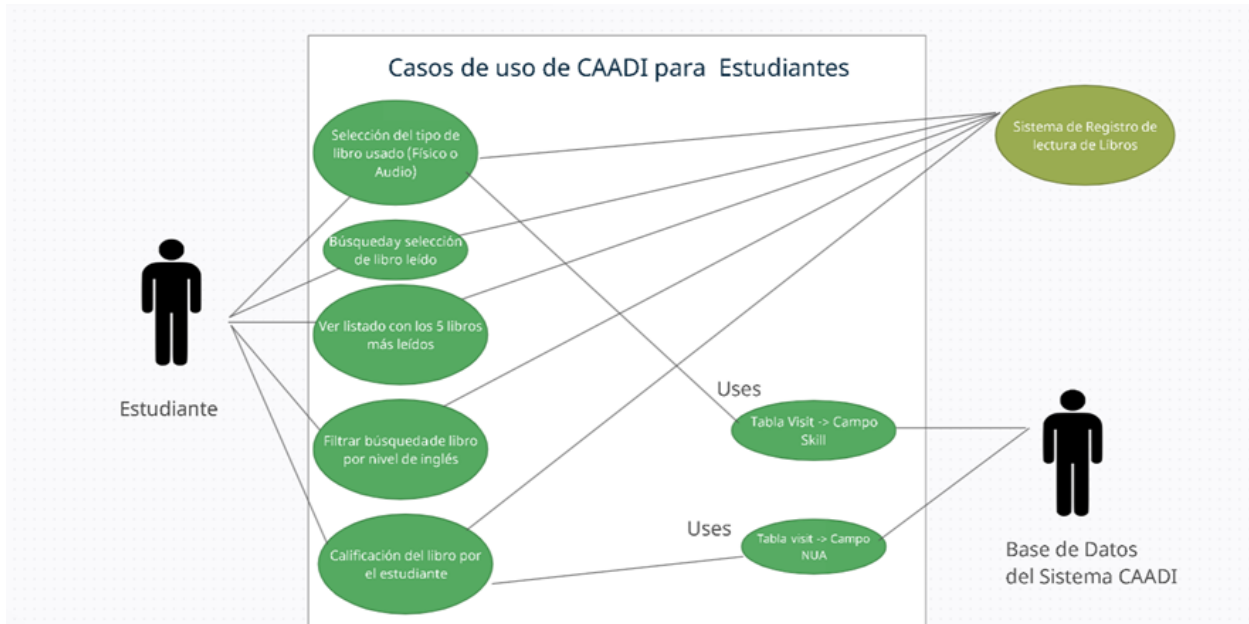 Casos de uso de CAADI para Estudiantes
Selección del tipo de
libro usado (Físico o
Audio)
Sistema de Registro de
lectura de Libros
Búsqueda y selección
de libro leído
Ver listado con los 5 libros
más leídos
Estudiante
Uses
Tabla Visit -> Campo
Skill
Filtrar búsqueda de libro
por nivel de inglés
Uses
Tabla visit -> Campo
NUA
Calificación del libro por
el estudiante
Base de Datos
del Sistema CAADI